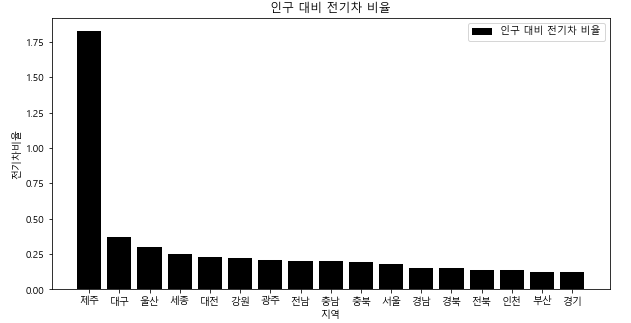 인구 대비 전기차 비율
인구 대비 전기차 비율
전기차비율
1.75
1.50
1.25
1.00
0.75
0.50
0.25
0.00
제주 대구 울산 세종 대전 강원 광주 전남 충남 충북 서울 경남 경북 전북 인천 부산 경기
지역